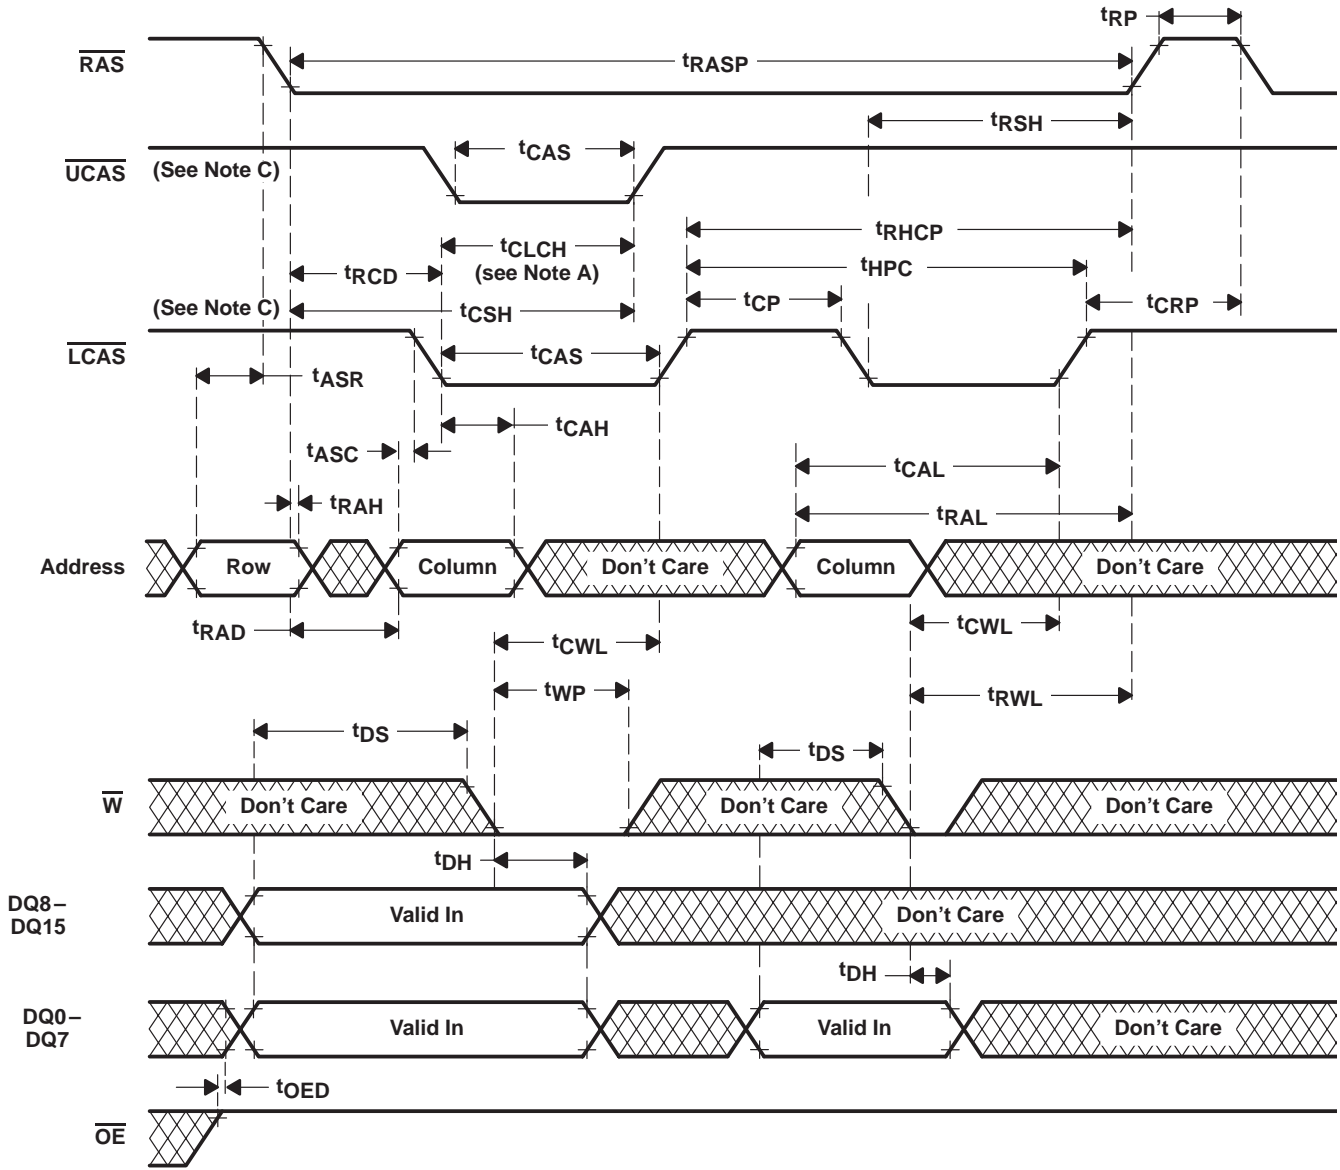 tRP
RAS
tRASP
tRSH
UCAS (See Note C)
tCAS
tRHCP
tCLCH
(see Note A)
tRCD
tHPC
tCP
tCRP
(See Note C)
tCSH
LCAS
tCAS
tASR
tCAH
tASC
tCAL
tRAH
tRAL
Address Row Column Don't Care Column Don't Care
tRAD
tCWL
tCWL
tWP
tRWL
tDS
tDS
W Don't Care Don't Care Don't Care
tDH
DQ8–
DQ15
Valid In Don't Care
tDH
DQ0–
DQ7
Valid In Valid In Don't Care
tOED
OE